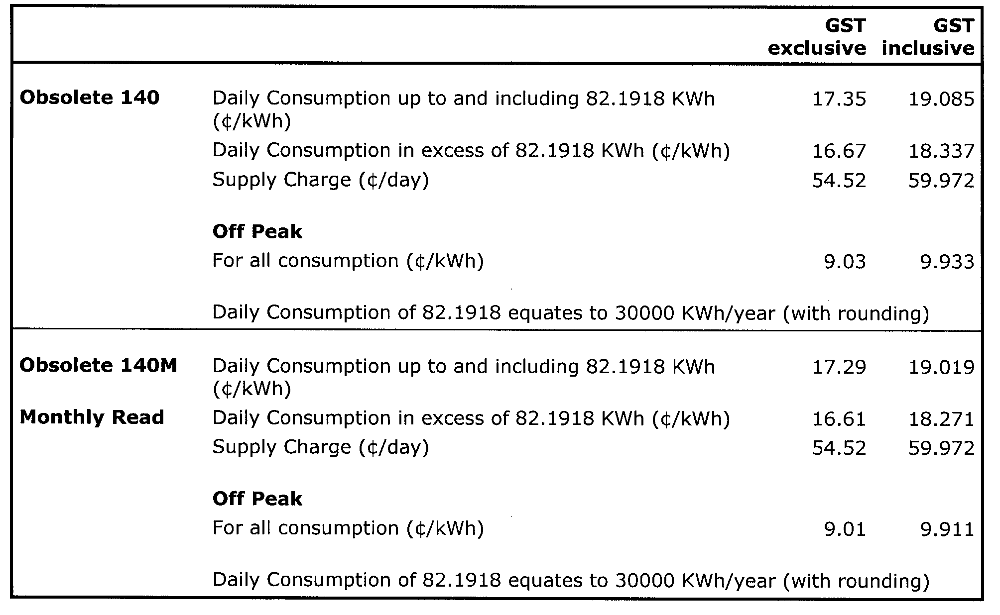 GST GST
exclusive inclusive
Obsolete 140 Daily Consumption up to and including 82.1918 KWh 17.35 19.085
(¢/kWh)
Daily Consumption in excess of 82.1918 KWh (¢/kWh) 16.67 18.337
Supply Charge (¢/day) 54.52 59.972
Off Peak
For all consumption (¢/kWh) 9.03 9.933
Daily Consumption of 82.1918 equates to 30000 KWh/year (with rounding)
Obsolete 140M Daily Consumption up to and including 82.1918 KWh 17.29 19.019
(¢/kWh)
Monthly Read Daily Consumption in excess of 82.1918 KWh (¢/kWh) 16.61 18.271
Supply Charge (¢/day) 54.52 59.972
Off Peak
For all consumption (¢/kWh) 9.01 9.911
Daily Consumption of 82.1918 equates to 30000 KWh/year (with rounding)